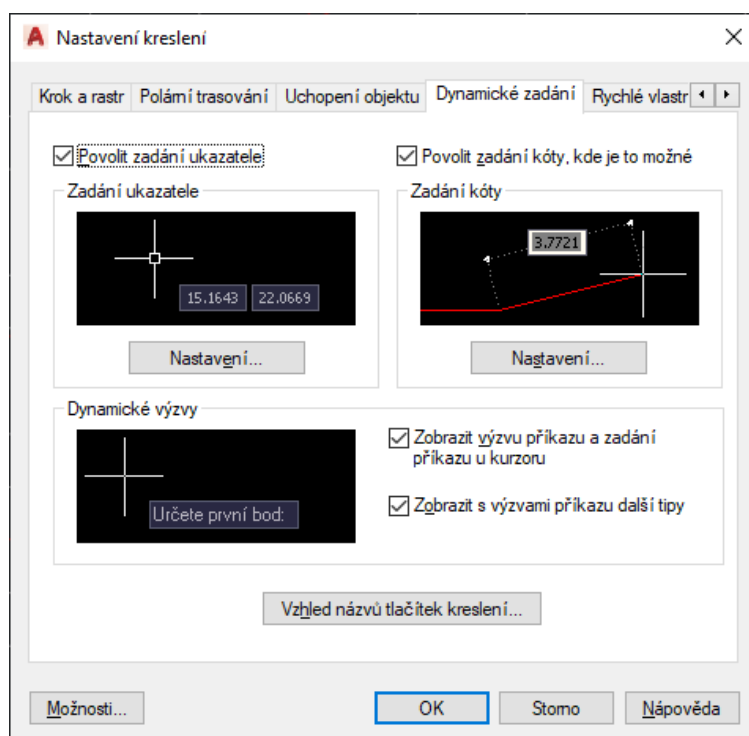 Nastavení kreslení
Krok a rastr Polární trasování Uchopení objektu Dynamické zadání Rychlé vlastr
Povolit zadání ukazatele
Povolit zadání kóty, kde je to možné
Zadání ukazatele
15.1643 22.0669
Nastavení...
Zadání kóty
3.7721
Nastavení...
Dynamické výzvy
Určete první bod:
Zobrazit výzvu příkazu a zadání
příkazu u kurzoru
Zobrazit s výzvami příkazu další tipy
Vzhled názvů tlačítek kreslení...
Možnosti...
OK
Storno
Nápověda